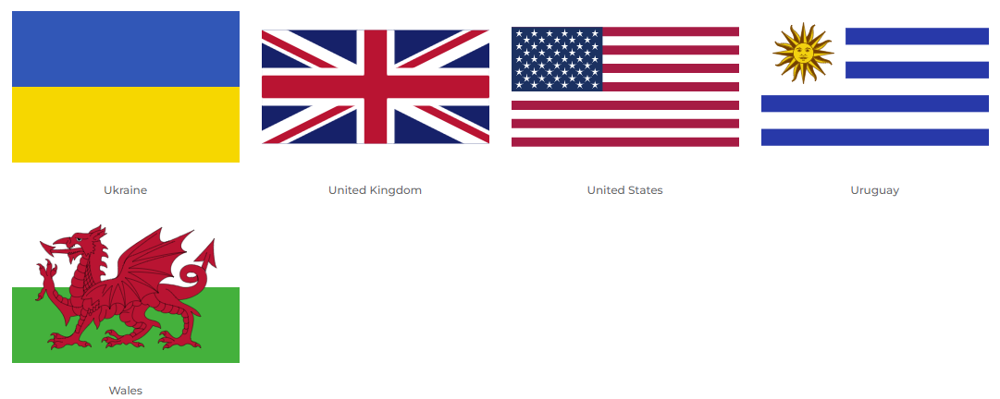 Ukraine
United Kingdom
United States
Uruguay
Wales